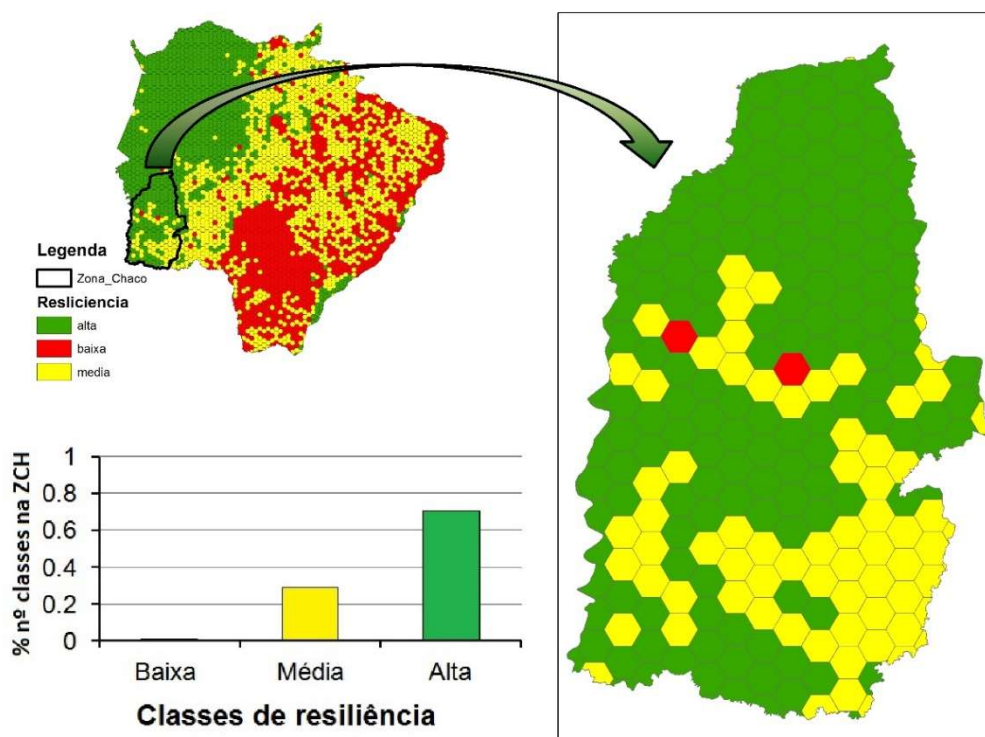 Legenda
Zona_Chaco
Resliciencia
alta
baixa
media
% nº classes na ZCH
1
0.8
0.6
0.4
0.2
0
Baixa Média Alta
Classes de resiliência